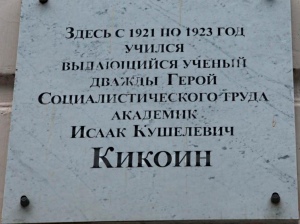 Здесь с 1921 по 1923 год
учился
выдающийся ученый
дважды Герой
Социалистического Труда
академик
Исаак Кушелевич
Кикоин